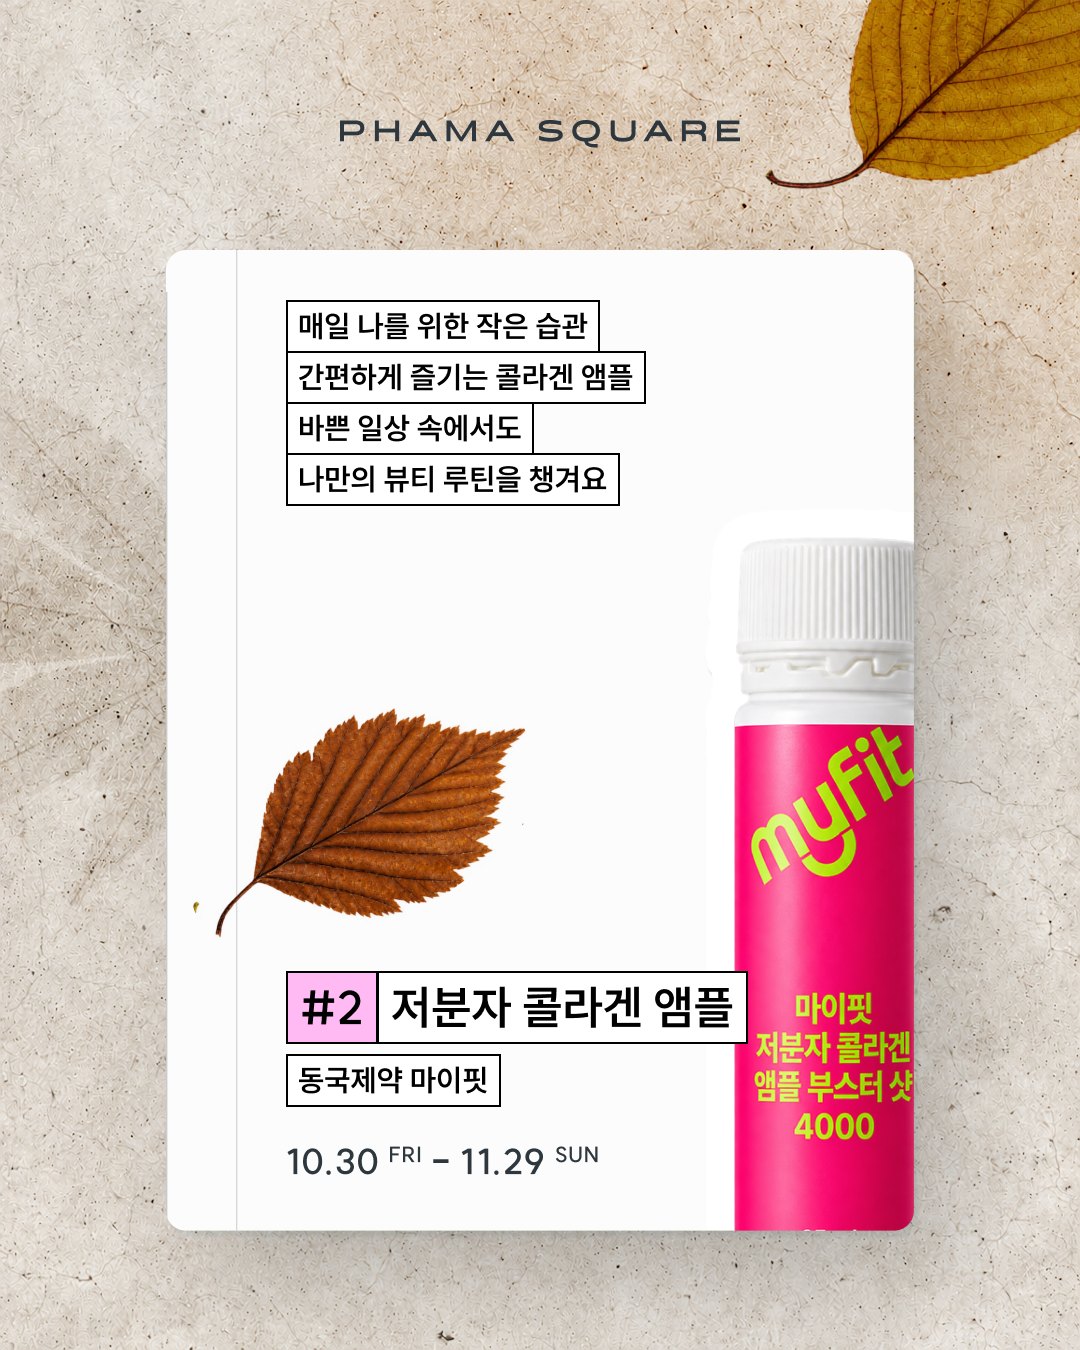 PHAMA SQUARE
매일 나를 위한 작은 습관
간편하게 즐기는 콜라겐 앰플
바쁜 일상 속에서도
나만의 뷰티 루틴을 챙겨요
myfit
마이핏
저분자 콜라겐
앰플 부스터 샷
4000
#2 저분자 콜라겐 앰플
동국제약 마이핏
10.30 FRI - 11.29 SUN